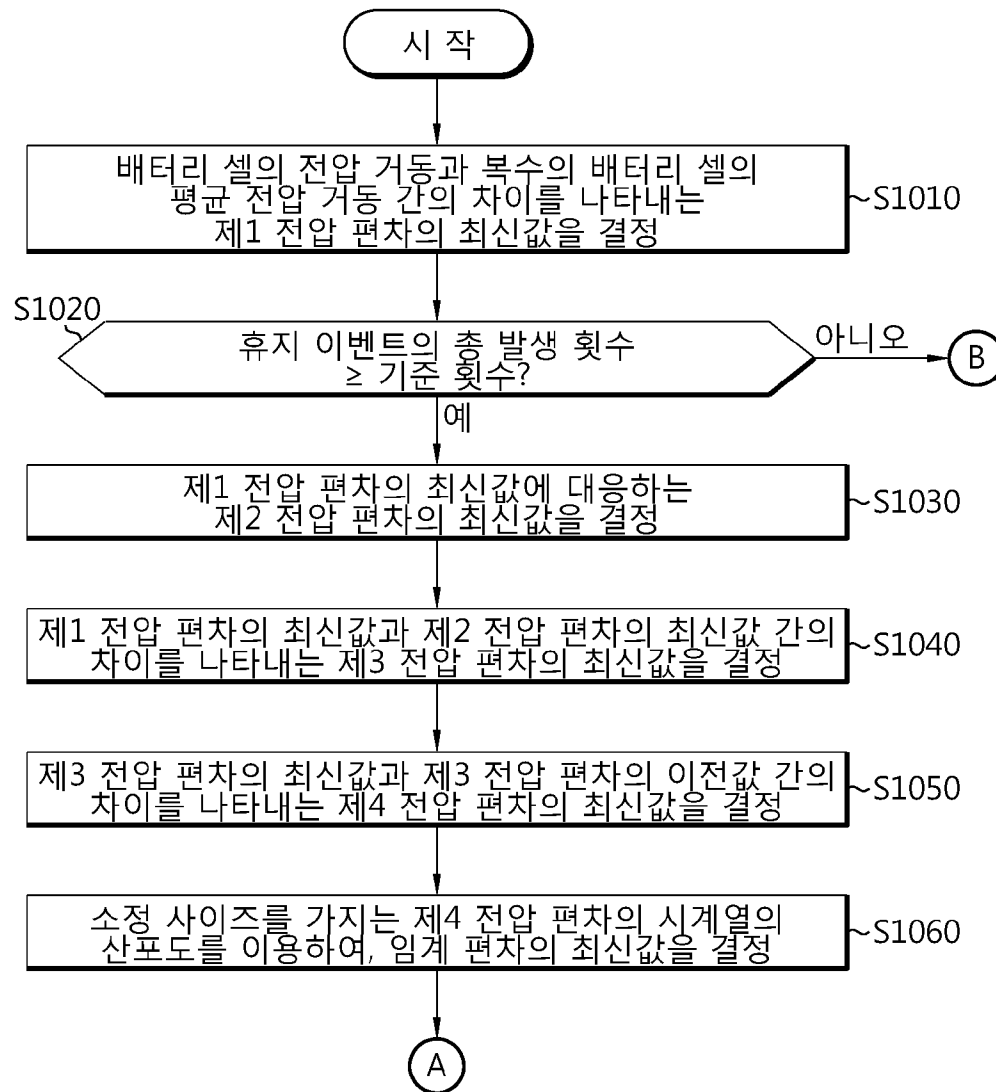 시 작
배터리 셀의 전압 거동과 복수의 배터리 셀의
평균 전압 거동 간의 차이를 나타내는
제1 전압 편차의 최신값을 결정
~S1010
S1020
휴지 이벤트의 총 발생 횟수
≥ 기준 횟수?
아니오
B
예
제1 전압 편차의 최신값에 대응하는
제2 전압 편차의 최신값을 결정
~S1030
제1 전압 편차의 최신값과 제2 전압 편차의 최신값 간의
차이를 나타내는 제3 전압 편차의 최신값을 결정
~S1040
제3 전압 편차의 최신값과 제3 전압 편차의 이전값 간의
차이를 나타내는 제4 전압 편차의 최신값을 결정
~S1050
소정 사이즈를 가지는 제4 전압 편차의 시계열의
산포도를 이용하여, 임계 편차의 최신값을 결정
~S1060
A